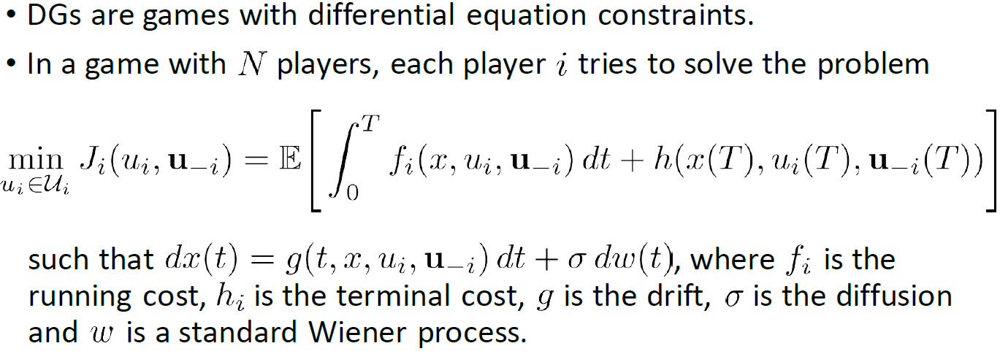 • DGs are games with differential equation constraints.
• In a game with $N$ players, each player $i$ tries to solve the problem
$\min_{u_i \in \mathcal{U}_i} J_i(u_i, \mathbf{u}_{-i}) = \mathbb{E}\left[\int_0^T f_i(x, u_i, \mathbf{u}_{-i})\, dt + h(x(T), u_i(T), \mathbf{u}_{-i}(T))\right]$
such that $dx(t) = g(t, x, u_i, \mathbf{u}_{-i})\, dt + \sigma\, dw(t)$, where $f_i$ is the
running cost, $h_i$ is the terminal cost, $g$ is the drift, $\sigma$ is the diffusion
and $w$ is a standard Wiener process.